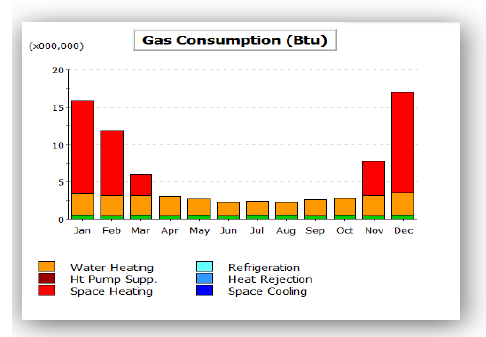 Gas Consumption (Btu)
(x000,000)
20
15
10
5
0
Jan Feb Mar Apr May Jun Jul Aug Sep Oct Nov Dec
Water Heating Refrigeration
Ht Pump Supp. Heat Rejection
Space Heating Space Cooling